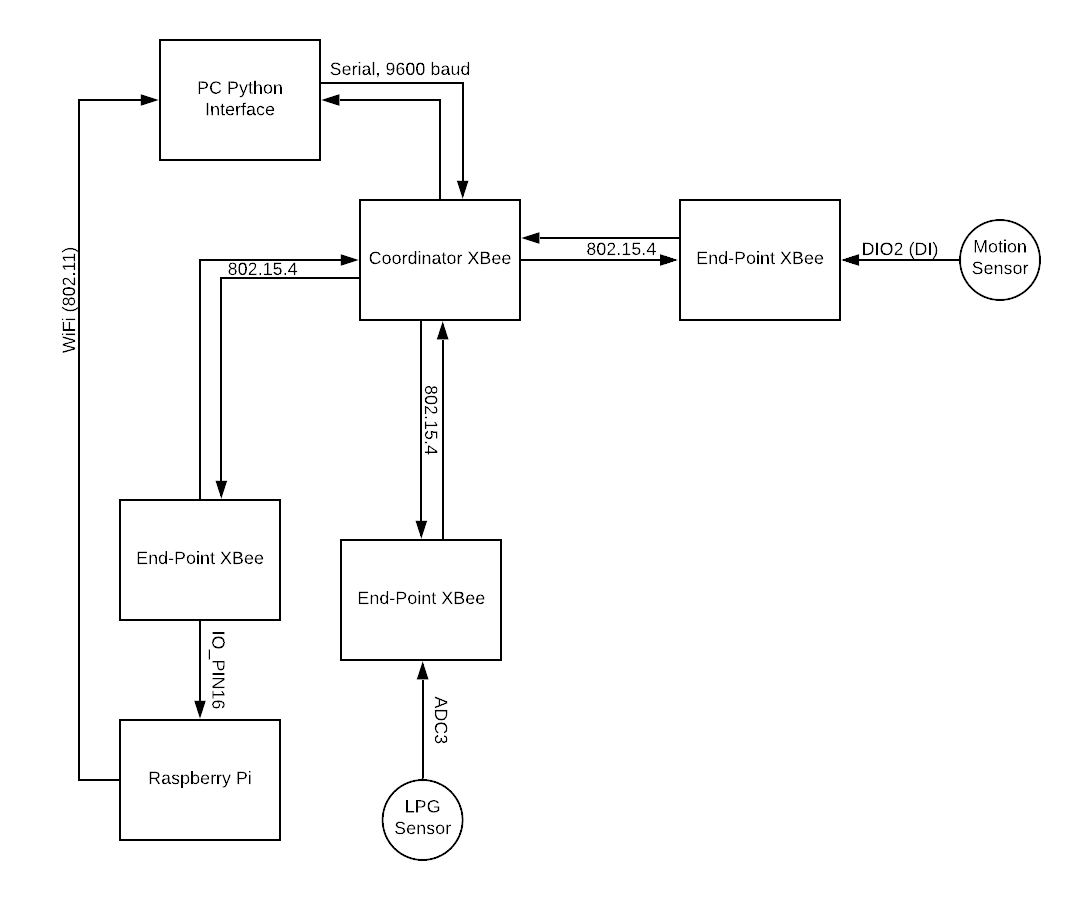 PC Python
Interface
Serial, 9600 baud
WiFi (802.11)
802.15.4
Coordinator XBee
802.15.4
End-Point XBee
DIO2 (DI)
Motion
Sensor
802.15.4
End-Point XBee
End-Point XBee
IO_PIN16
ADC3
Raspberry Pi
LPG
Sensor